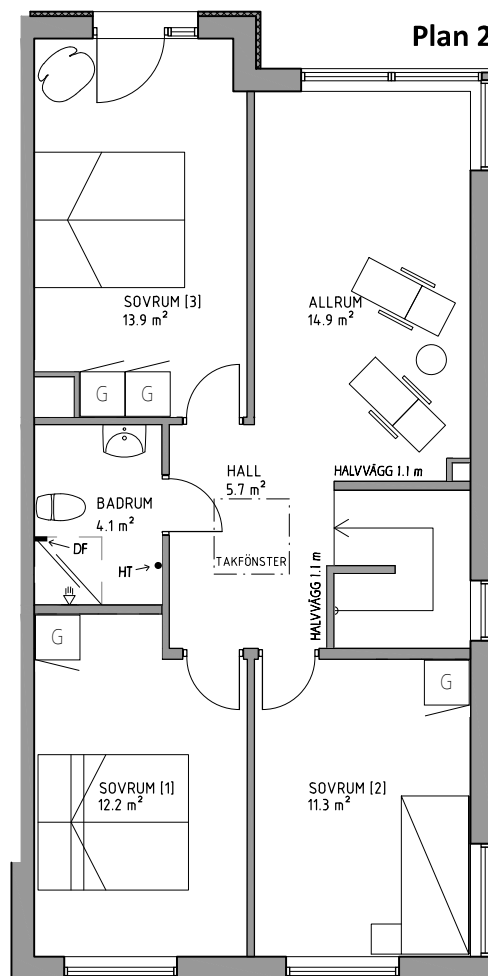 Plan 2
SOVRUM [3]
13.9 m²
ALLRUM
14.9 m²
G G
HALL
5.7 m²
HALVVÄGG 1.1 m
BADRUM
4.1 m²
DF
HT
TAKFÖNSTER
HALVVÄGG 1.1 m
G
G
SOVRUM [1]
12.2 m²
SOVRUM [2]
11.3 m²